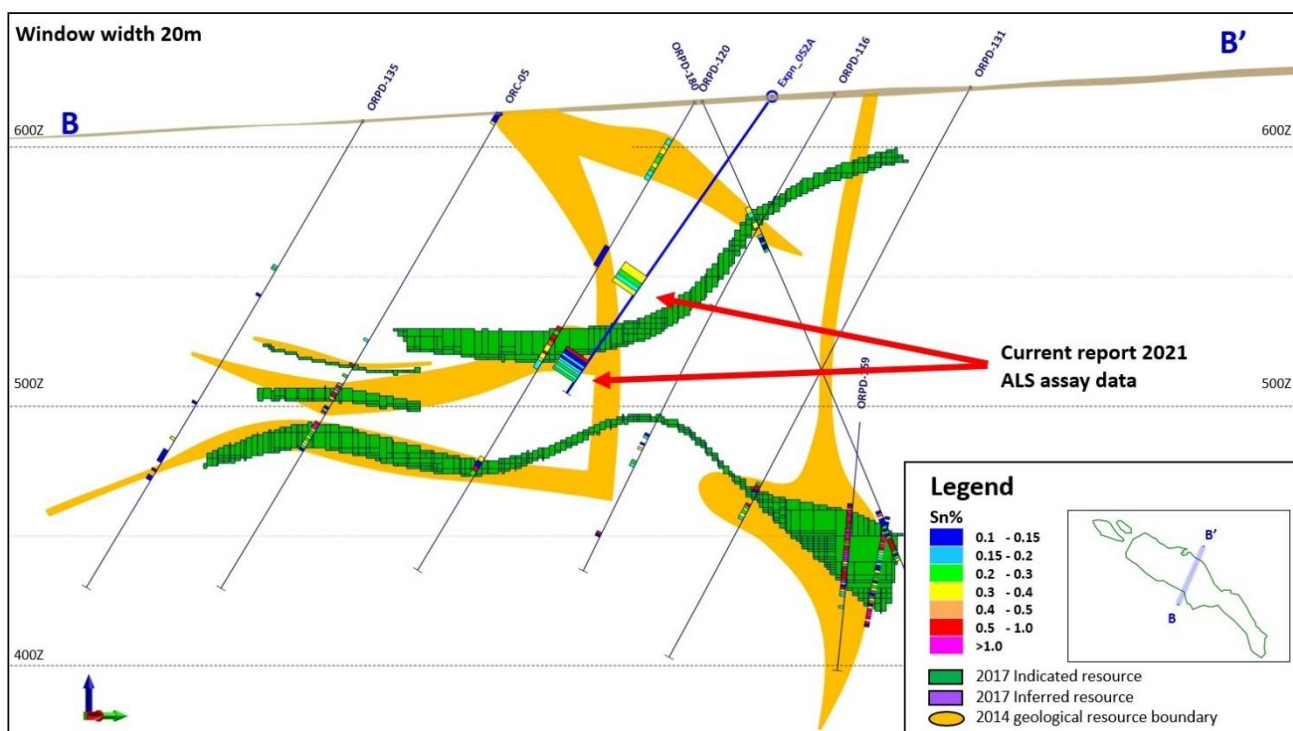 Window width 20m
B
B'
ORPD-135
ORC-05
ORPD-180
ORPD-120
Expn_052A
ORPD-116
ORPD-131
600Z
600Z
500Z
500Z
ORPD-259
Current report 2021
ALS assay data
400Z
Legend
Sn%
0.1 - 0.15
0.15 - 0.2
0.2 - 0.3
0.3 - 0.4
0.4 - 0.5
0.5 - 1.0
>1.0
2017 Indicated resource
2017 Inferred resource
2014 geological resource boundary
B'
B